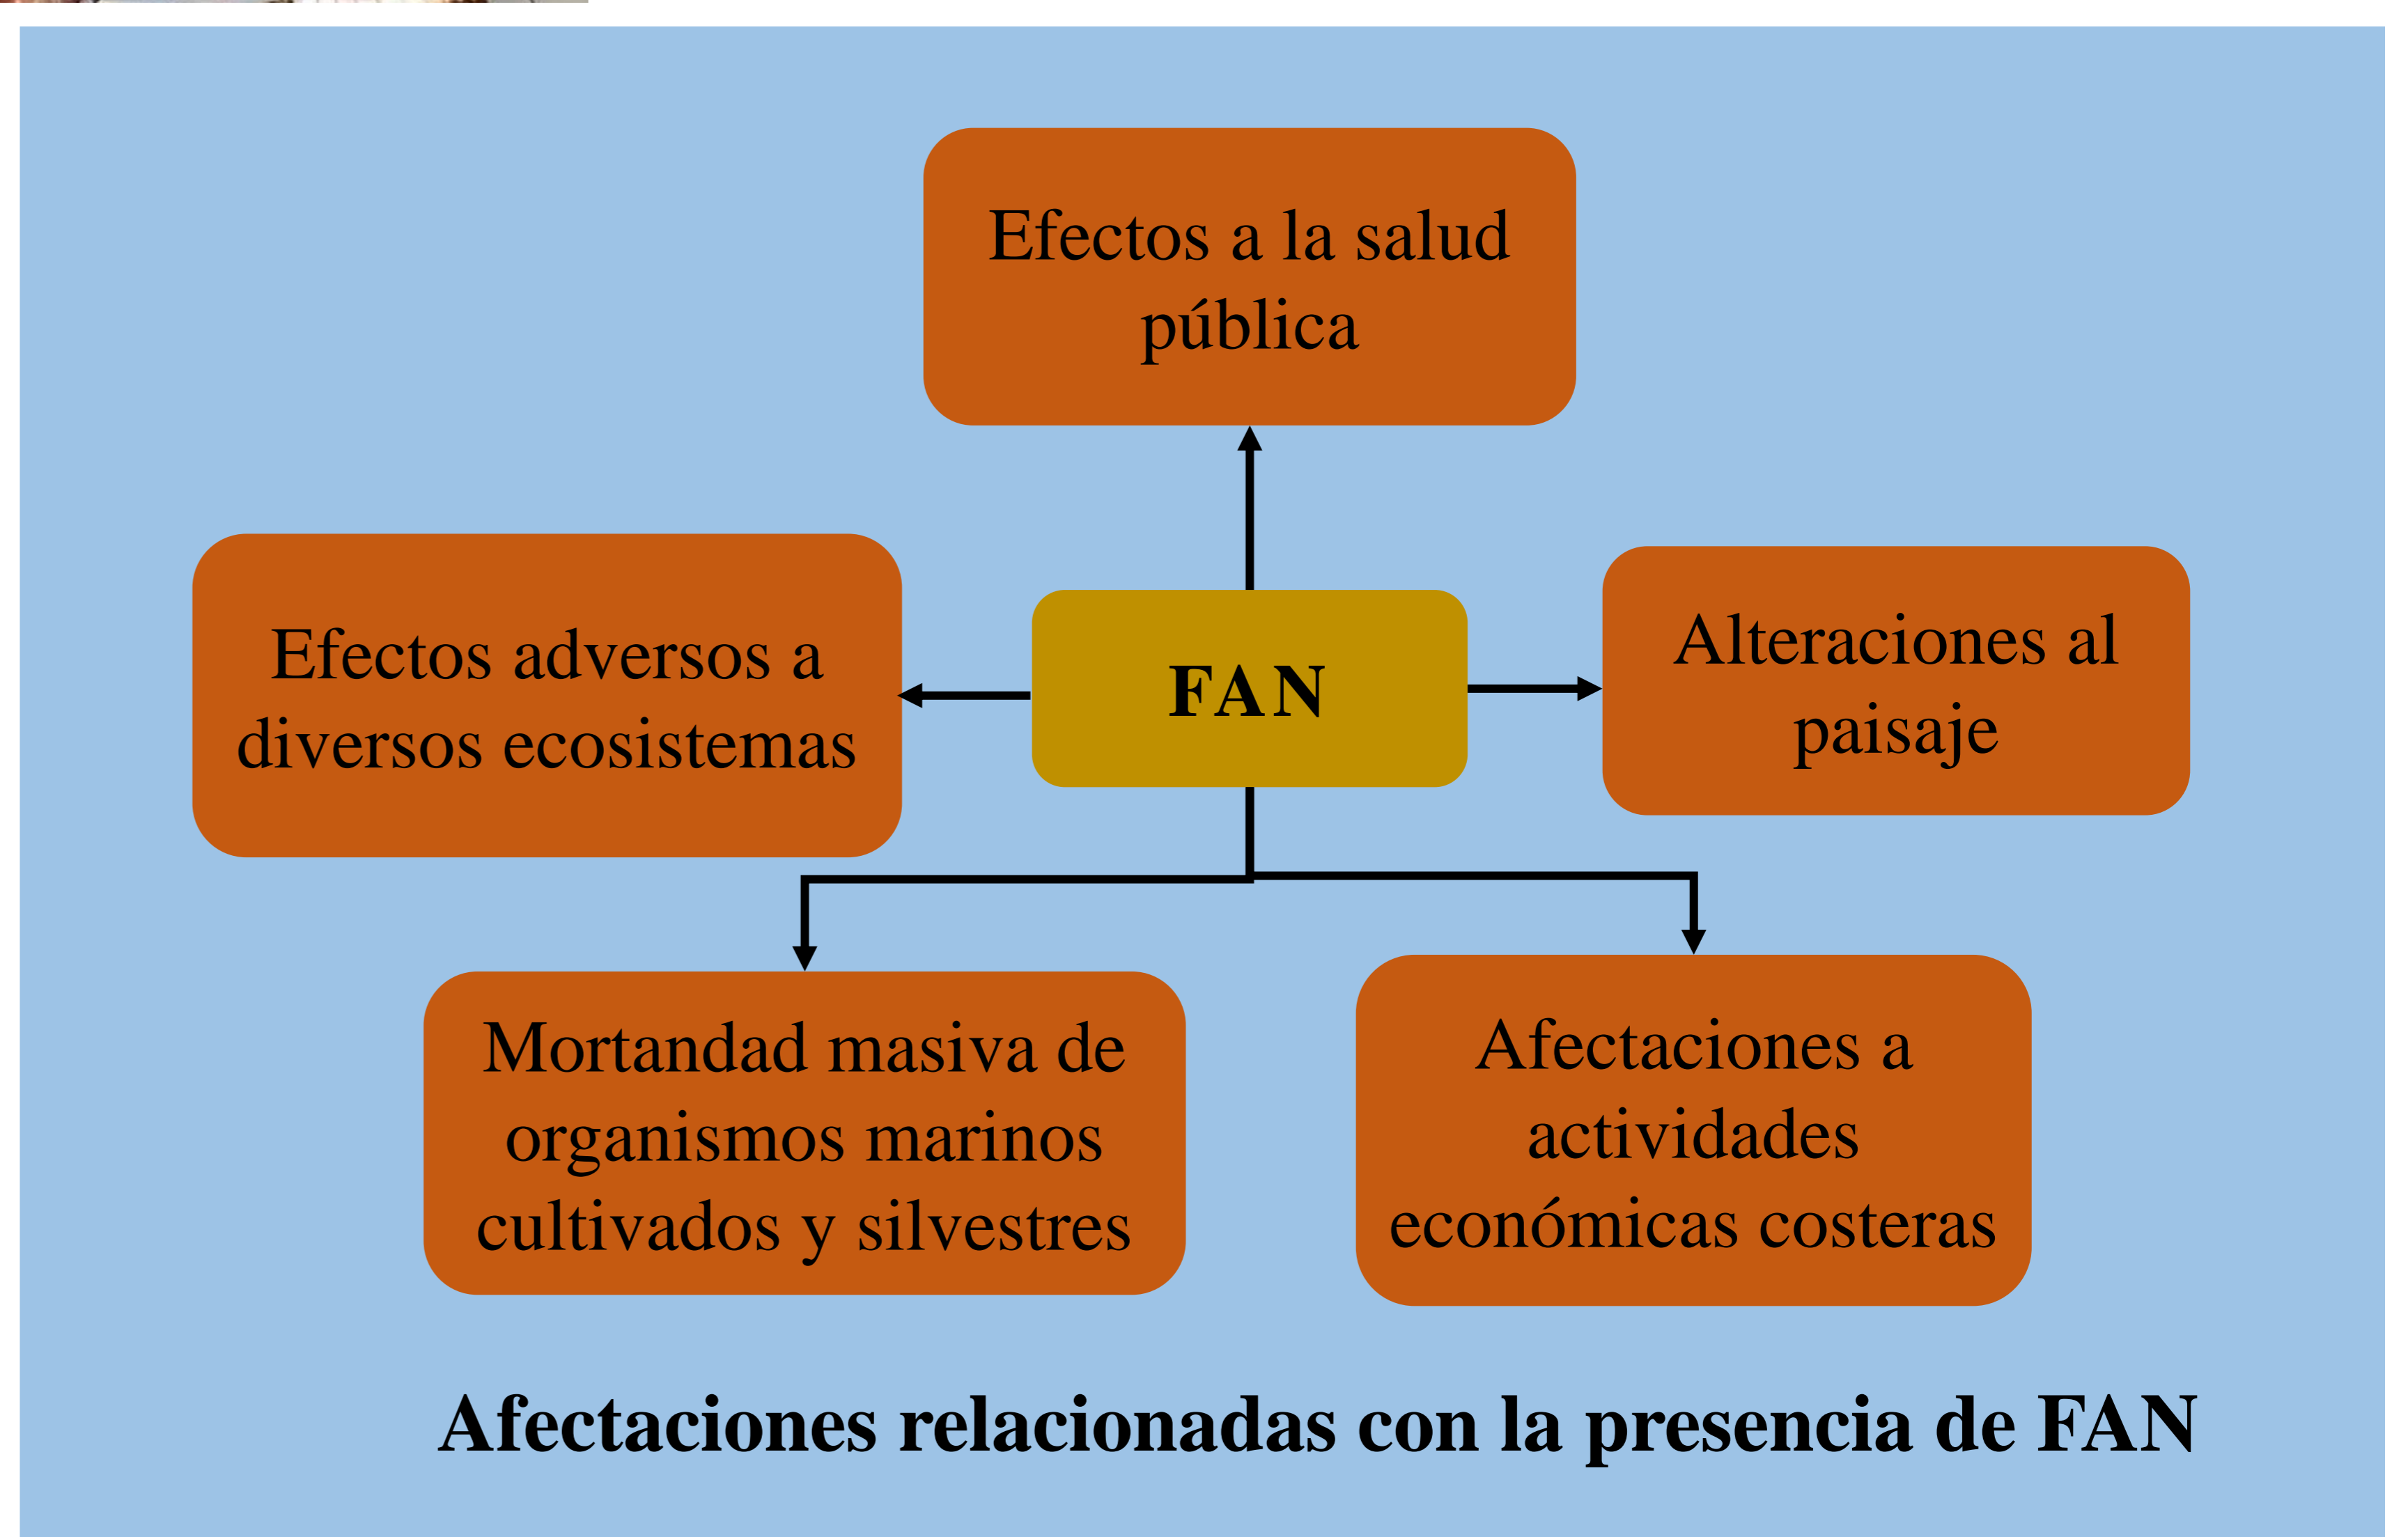 Efectos a la salud
pública
Efectos adversos a
diversos ecosistemas
FAN
Alteraciones al
paisaje
Mortandad masiva de
organismos marinos
cultivados y silvestres
Afectaciones a
actividades
económicas costeras
Afectaciones relacionadas con la presencia de FAN